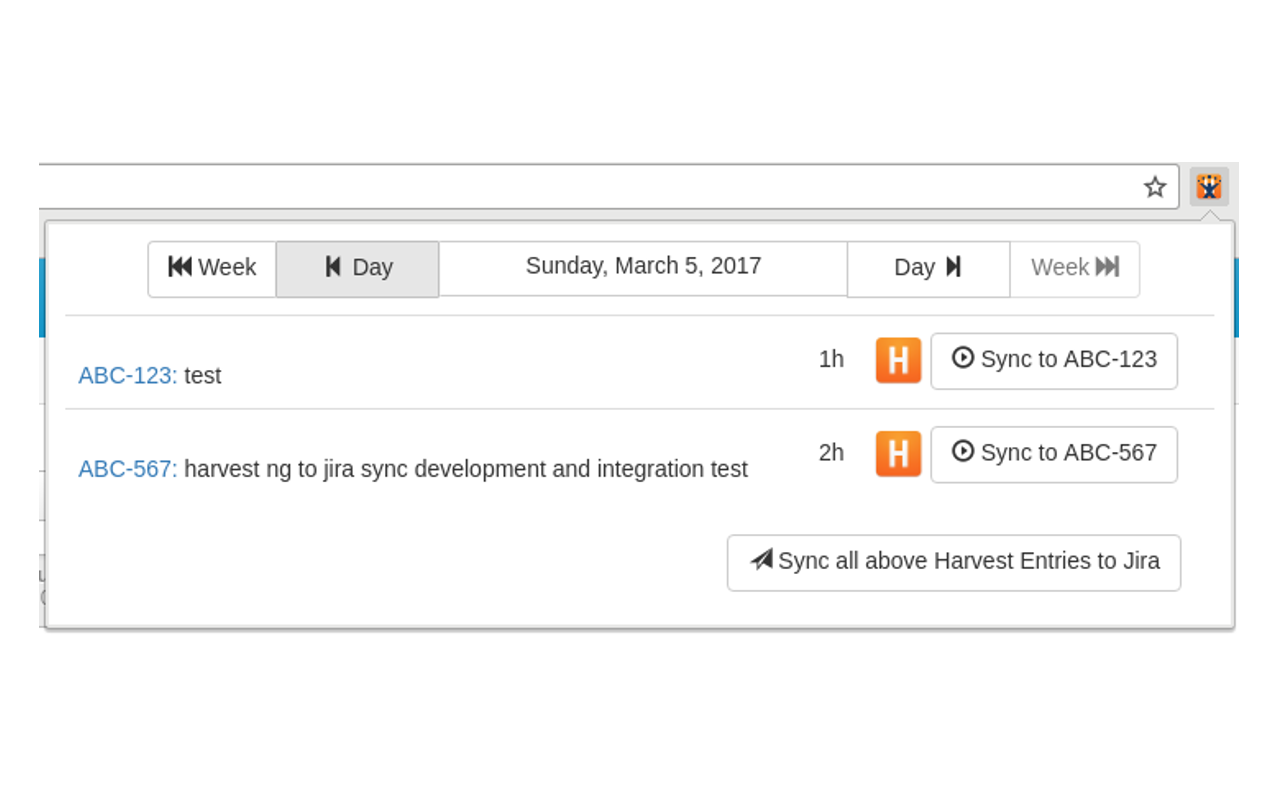 Week Day Sunday, March 5, 2017 Day Week
ABC-123: test 1h H Sync to ABC-123
ABC-567: harvest ng to jira sync development and integration test 2h H Sync to ABC-567
Sync all above Harvest Entries to Jira